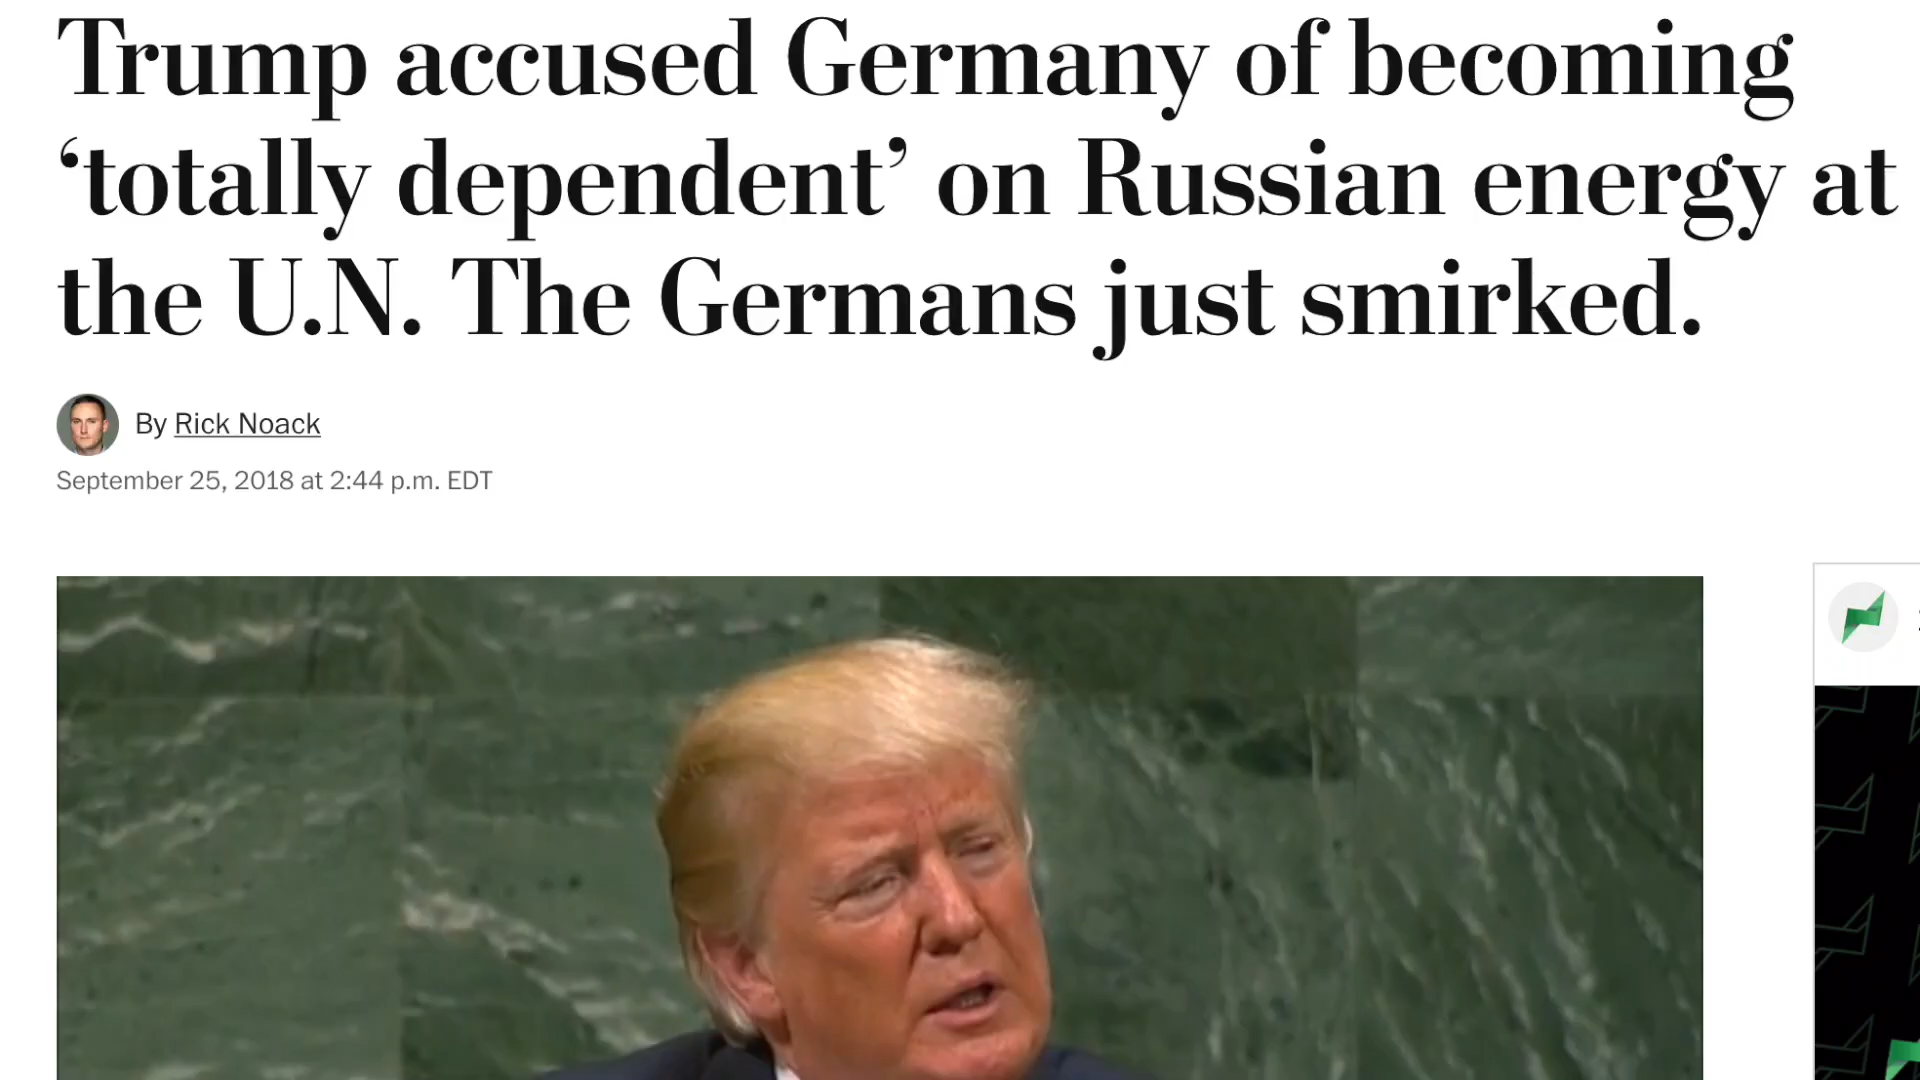 Trump accused Germany of becoming
‘totally dependent’ on Russian energy at
the U.N. The Germans just smirked.
By Rick Noack
September 25, 2018 at 2:44 p.m. EDT